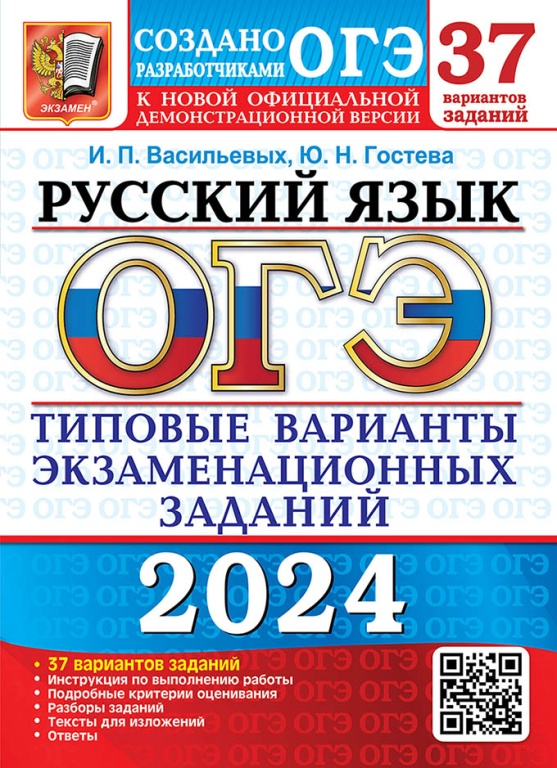 ЭКЗАМЕН®
СОЗДАНО
РАЗРАБОТЧИКАМИ
ОГЭ
К НОВОЙ ОФИЦИАЛЬНОЙ
ДЕМОНСТРАЦИОННОЙ ВЕРСИИ
37
вариантов
заданий
И. П. Васильевых, Ю. Н. Гостева
РУССКИЙ ЯЗЫК
ОГЭ
ТИПОВЫЕ ВАРИАНТЫ
ЭКЗАМЕНАЦИОННЫХ
ЗАДАНИЙ
2024
• 37 вариантов заданий
• Инструкция по выполнению работы
• Подробные критерии оценивания
• Разборы заданий
• Тексты для изложений
• Ответы